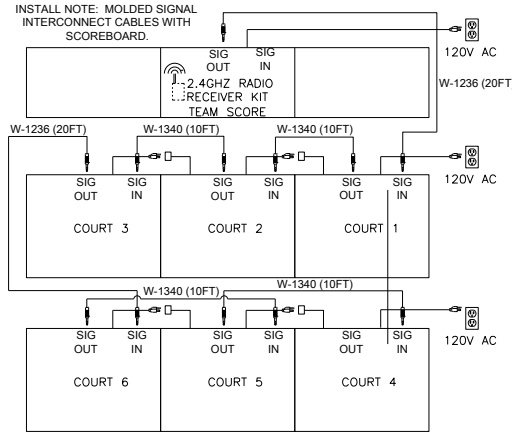 INSTALL NOTE: MOLDED SIGNAL
INTERCONNECT CABLES WITH
SCOREBOARD.
SIG OUT
SIG IN
120V AC
2.4GHZ RADIO
RECEIVER KIT
TEAM SCORE
W-1236 (20FT)
W-1236 (20FT)
W-1340 (10FT)
W-1340 (10FT)
SIG OUT
SIG IN
SIG OUT
SIG IN
SIG OUT
SIG IN
120V AC
COURT 3
COURT 2
COURT 1
W-1340 (10FT)
W-1340 (10FT)
SIG OUT
SIG IN
SIG OUT
SIG IN
SIG OUT
SIG IN
120V AC
COURT 6
COURT 5
COURT 4